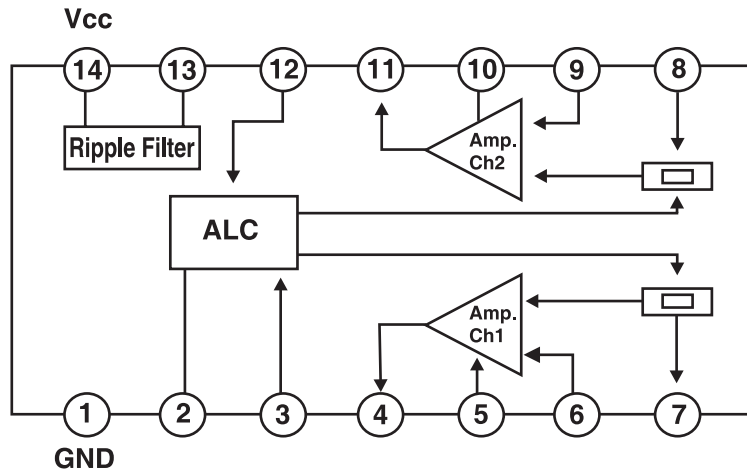 Vcc
14 13 12 11 10 9 8
Ripple Filter
Amp.
Ch2
ALC
Amp.
Ch1
1 2 3 4 5 6 7
GND